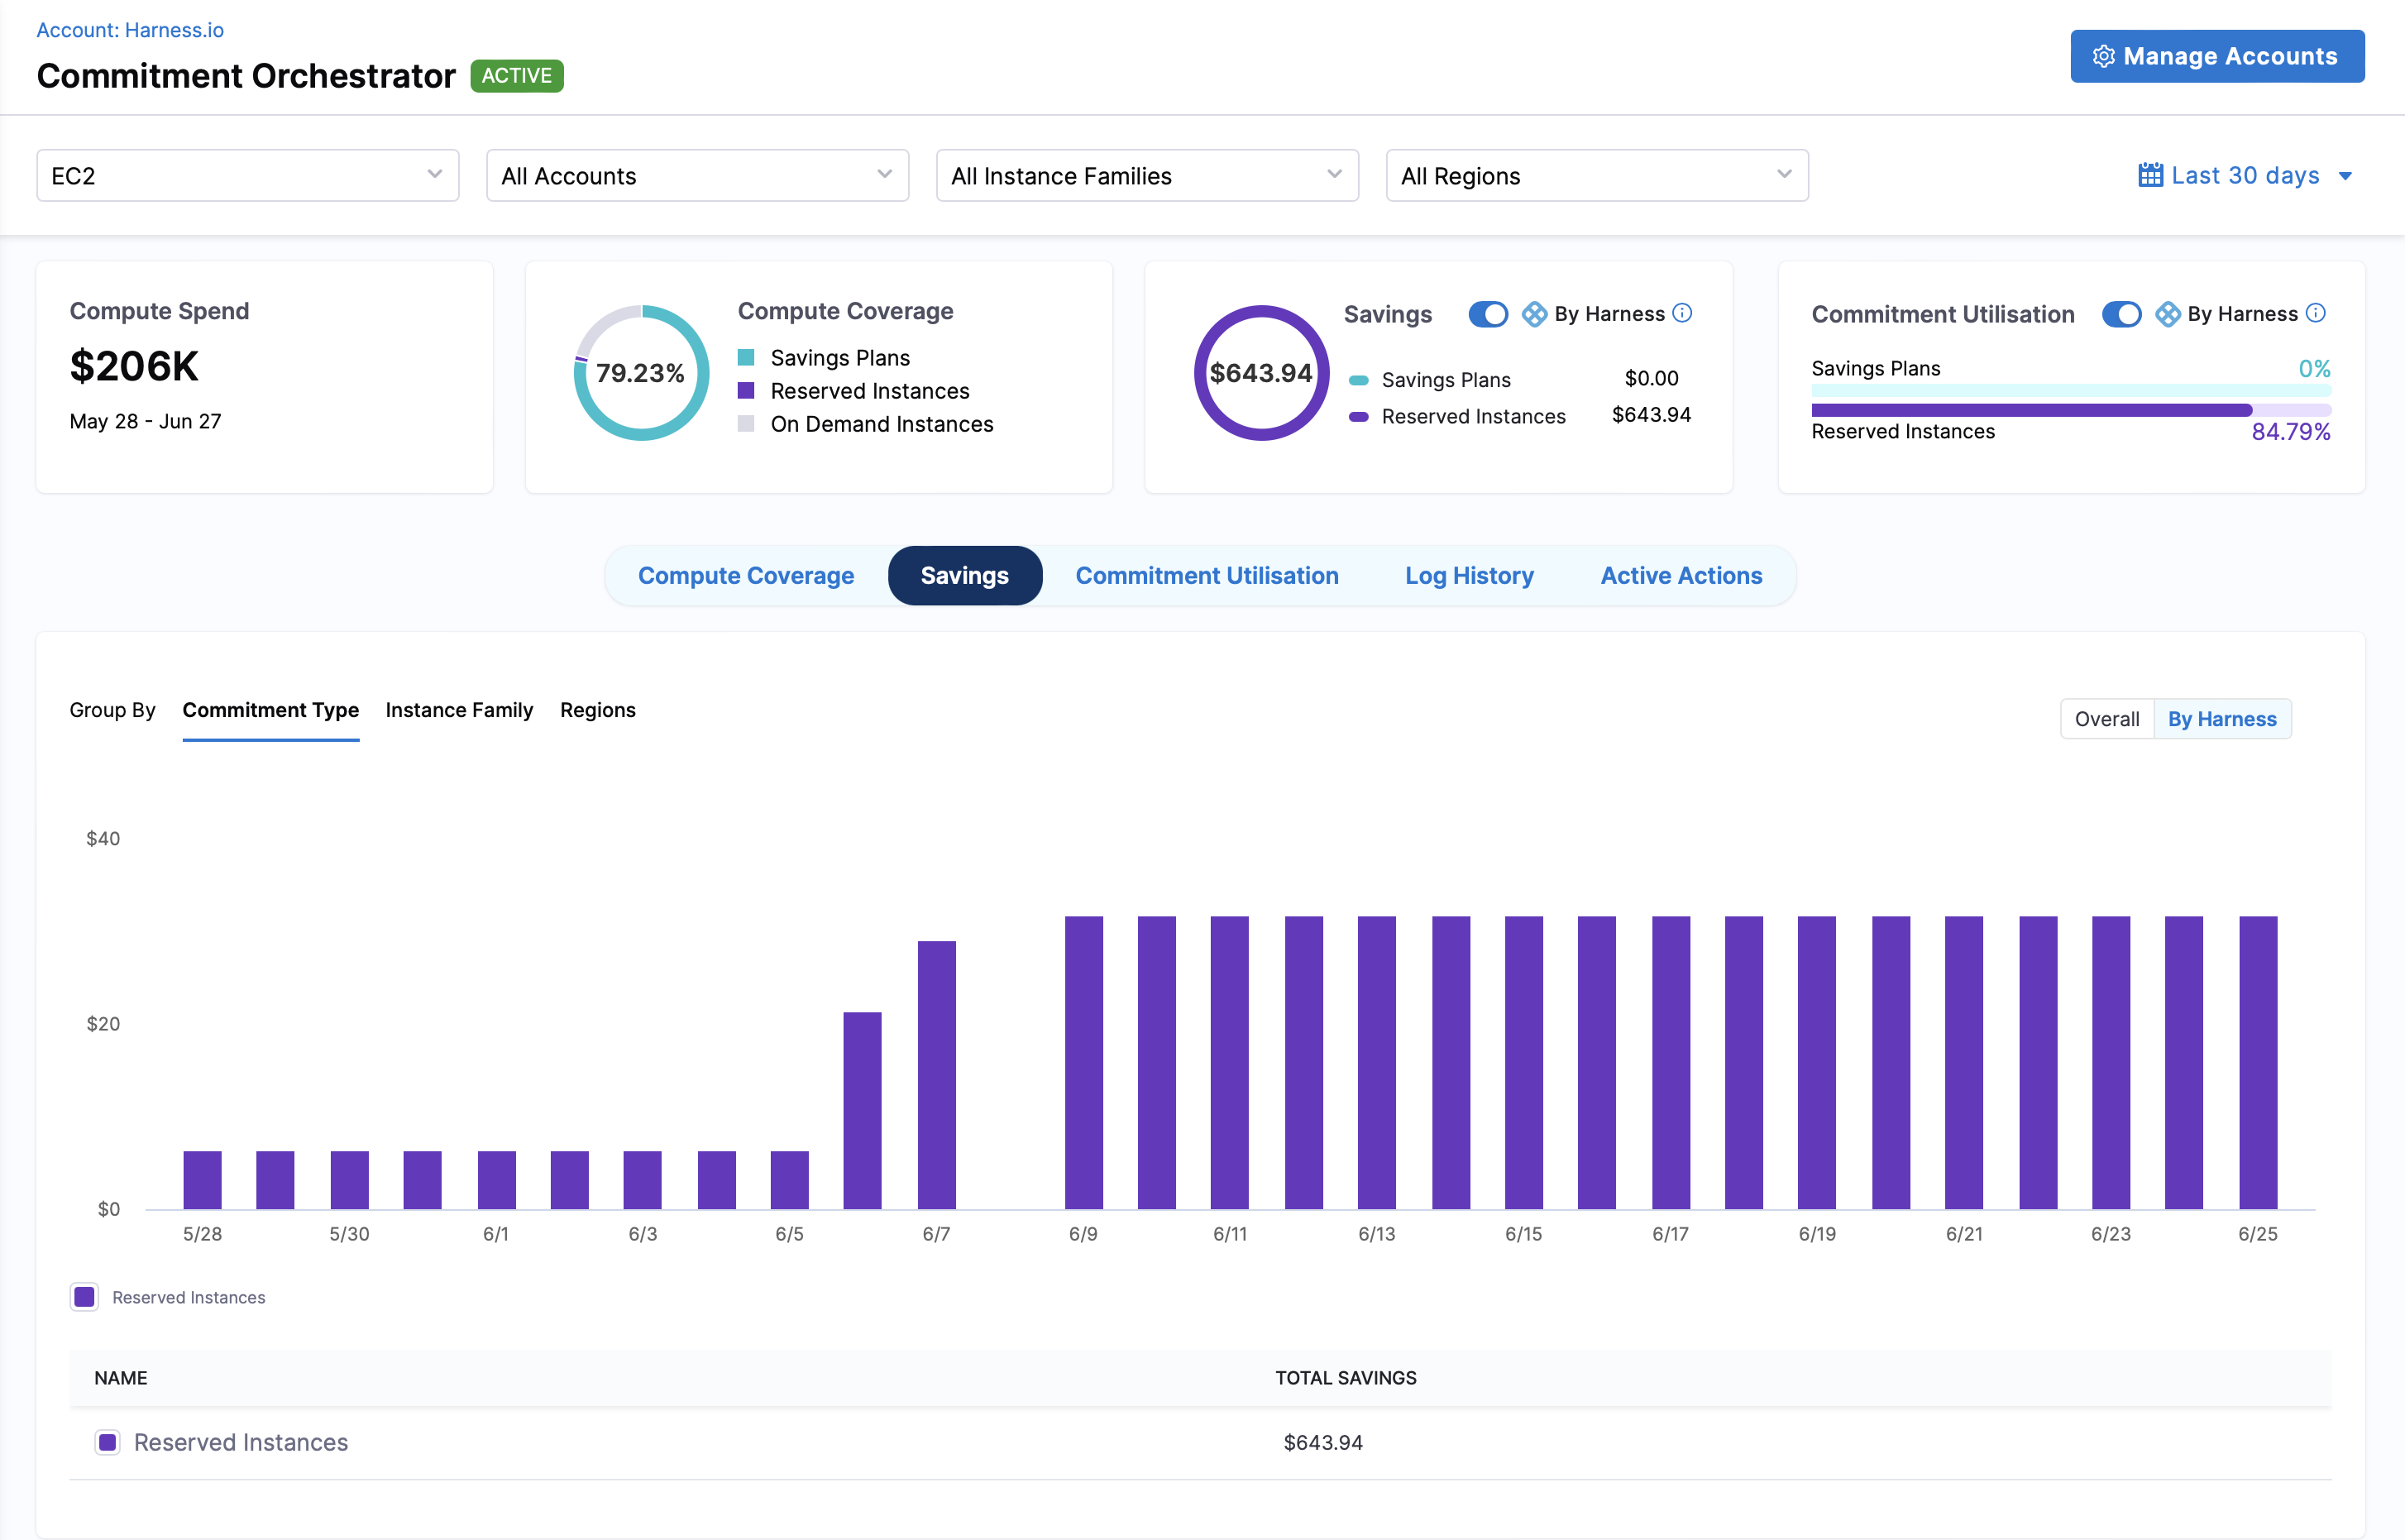 Account: Harness.io
Commitment Orchestrator ACTIVE
Manage Accounts
EC2 All Accounts All Instance Families All Regions Last 30 days
Compute Spend
$206K
May 28 - Jun 27
79.23%
Compute Coverage
Savings Plans
Reserved Instances
On Demand Instances
$643.94
Savings By Harness
Savings Plans $0.00
Reserved Instances $643.94
Commitment Utilisation By Harness
Savings Plans 0%
Reserved Instances 84.79%
Compute Coverage Savings Commitment Utilisation Log History Active Actions
Group By Commitment Type Instance Family Regions
Overall By Harness
$40
$20
$0
5/28 5/30 6/1 6/3 6/5 6/7 6/9 6/11 6/13 6/15 6/17 6/19 6/21 6/23 6/25
Reserved Instances
NAME TOTAL SAVINGS
Reserved Instances $643.94